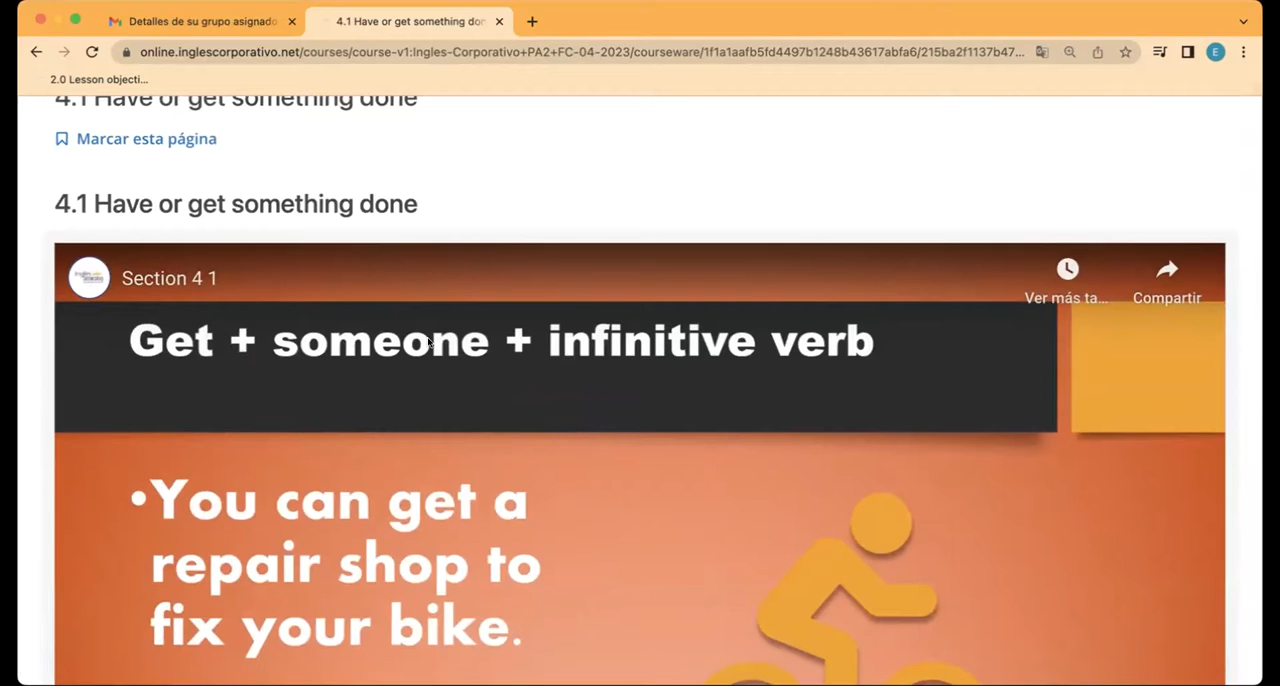 Detalles de su grupo asignado
4.1 Have or get something don
online.inglescorporativo.net/courses/course-v1:Ingles-Corporativo+PA2+FC-04-2023/courseware/1f1a1aafb5fd4497b1248b43617abfa6/215ba2f1137b47...
E
2.0 Lesson objecti...
4.1 Have or get something done
Marcar esta página
4.1 Have or get something done
Section 4 1
Ver más ta...
Compartir
Get + someone + infinitive verb
•You can get a
repair shop to
fix your bike.